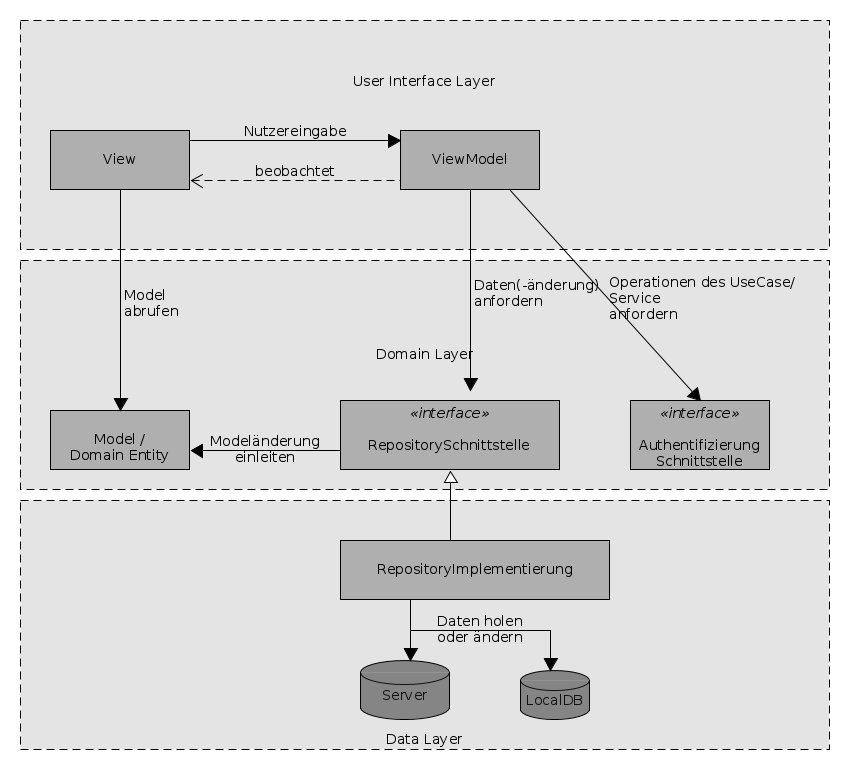 User Interface Layer
Nutzereingabe
View
ViewModel
beobachtet
Model
abrufen
Daten(-änderung)
anfordern
Operationen des UseCase/
Service
anfordern
Domain Layer
Model /
Domain Entity
Modeländerung
einleiten
«interface»
RepositorySchnittstelle
«interface»
Authentifizierung
Schnittstelle
RepositoryImplementierung
Daten holen
oder ändern
Server
LocalDB
Data Layer